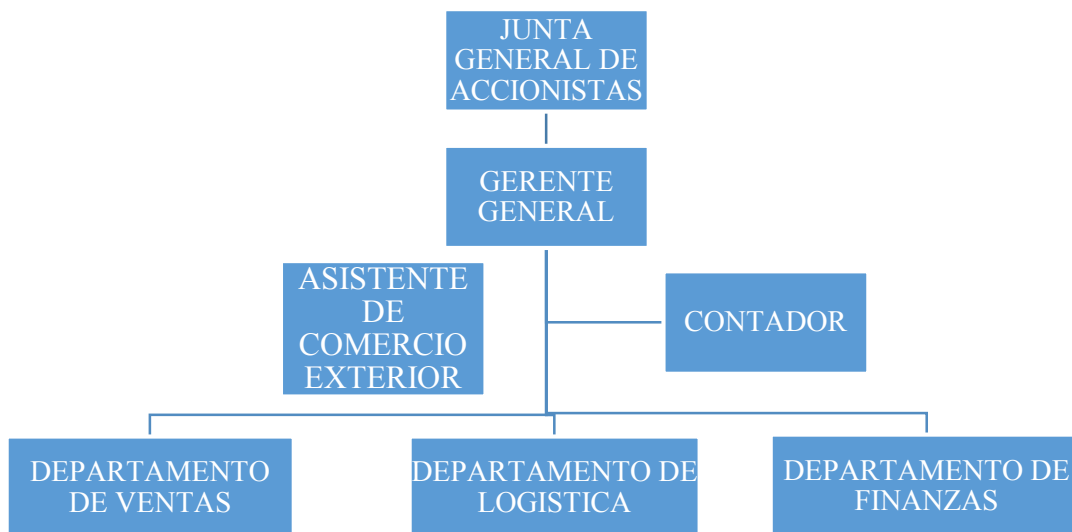 JUNTA
GENERAL DE
ACCIONISTAS
GERENTE
GENERAL
ASISTENTE
DE
COMERCIO
EXTERIOR
CONTADOR
DEPARTAMENTO
DE VENTAS
DEPARTAMENTO DE
LOGISTICA
DEPARTAMENTO DE
FINANZAS